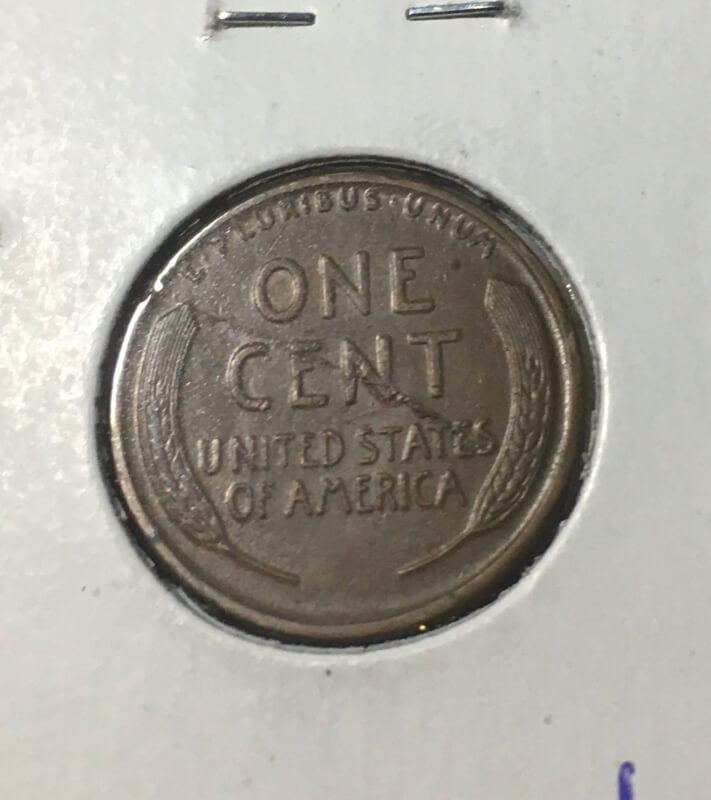 E·PLURIBUS·UNUM
ONE
CENT
UNITED STATES
OF AMERICA